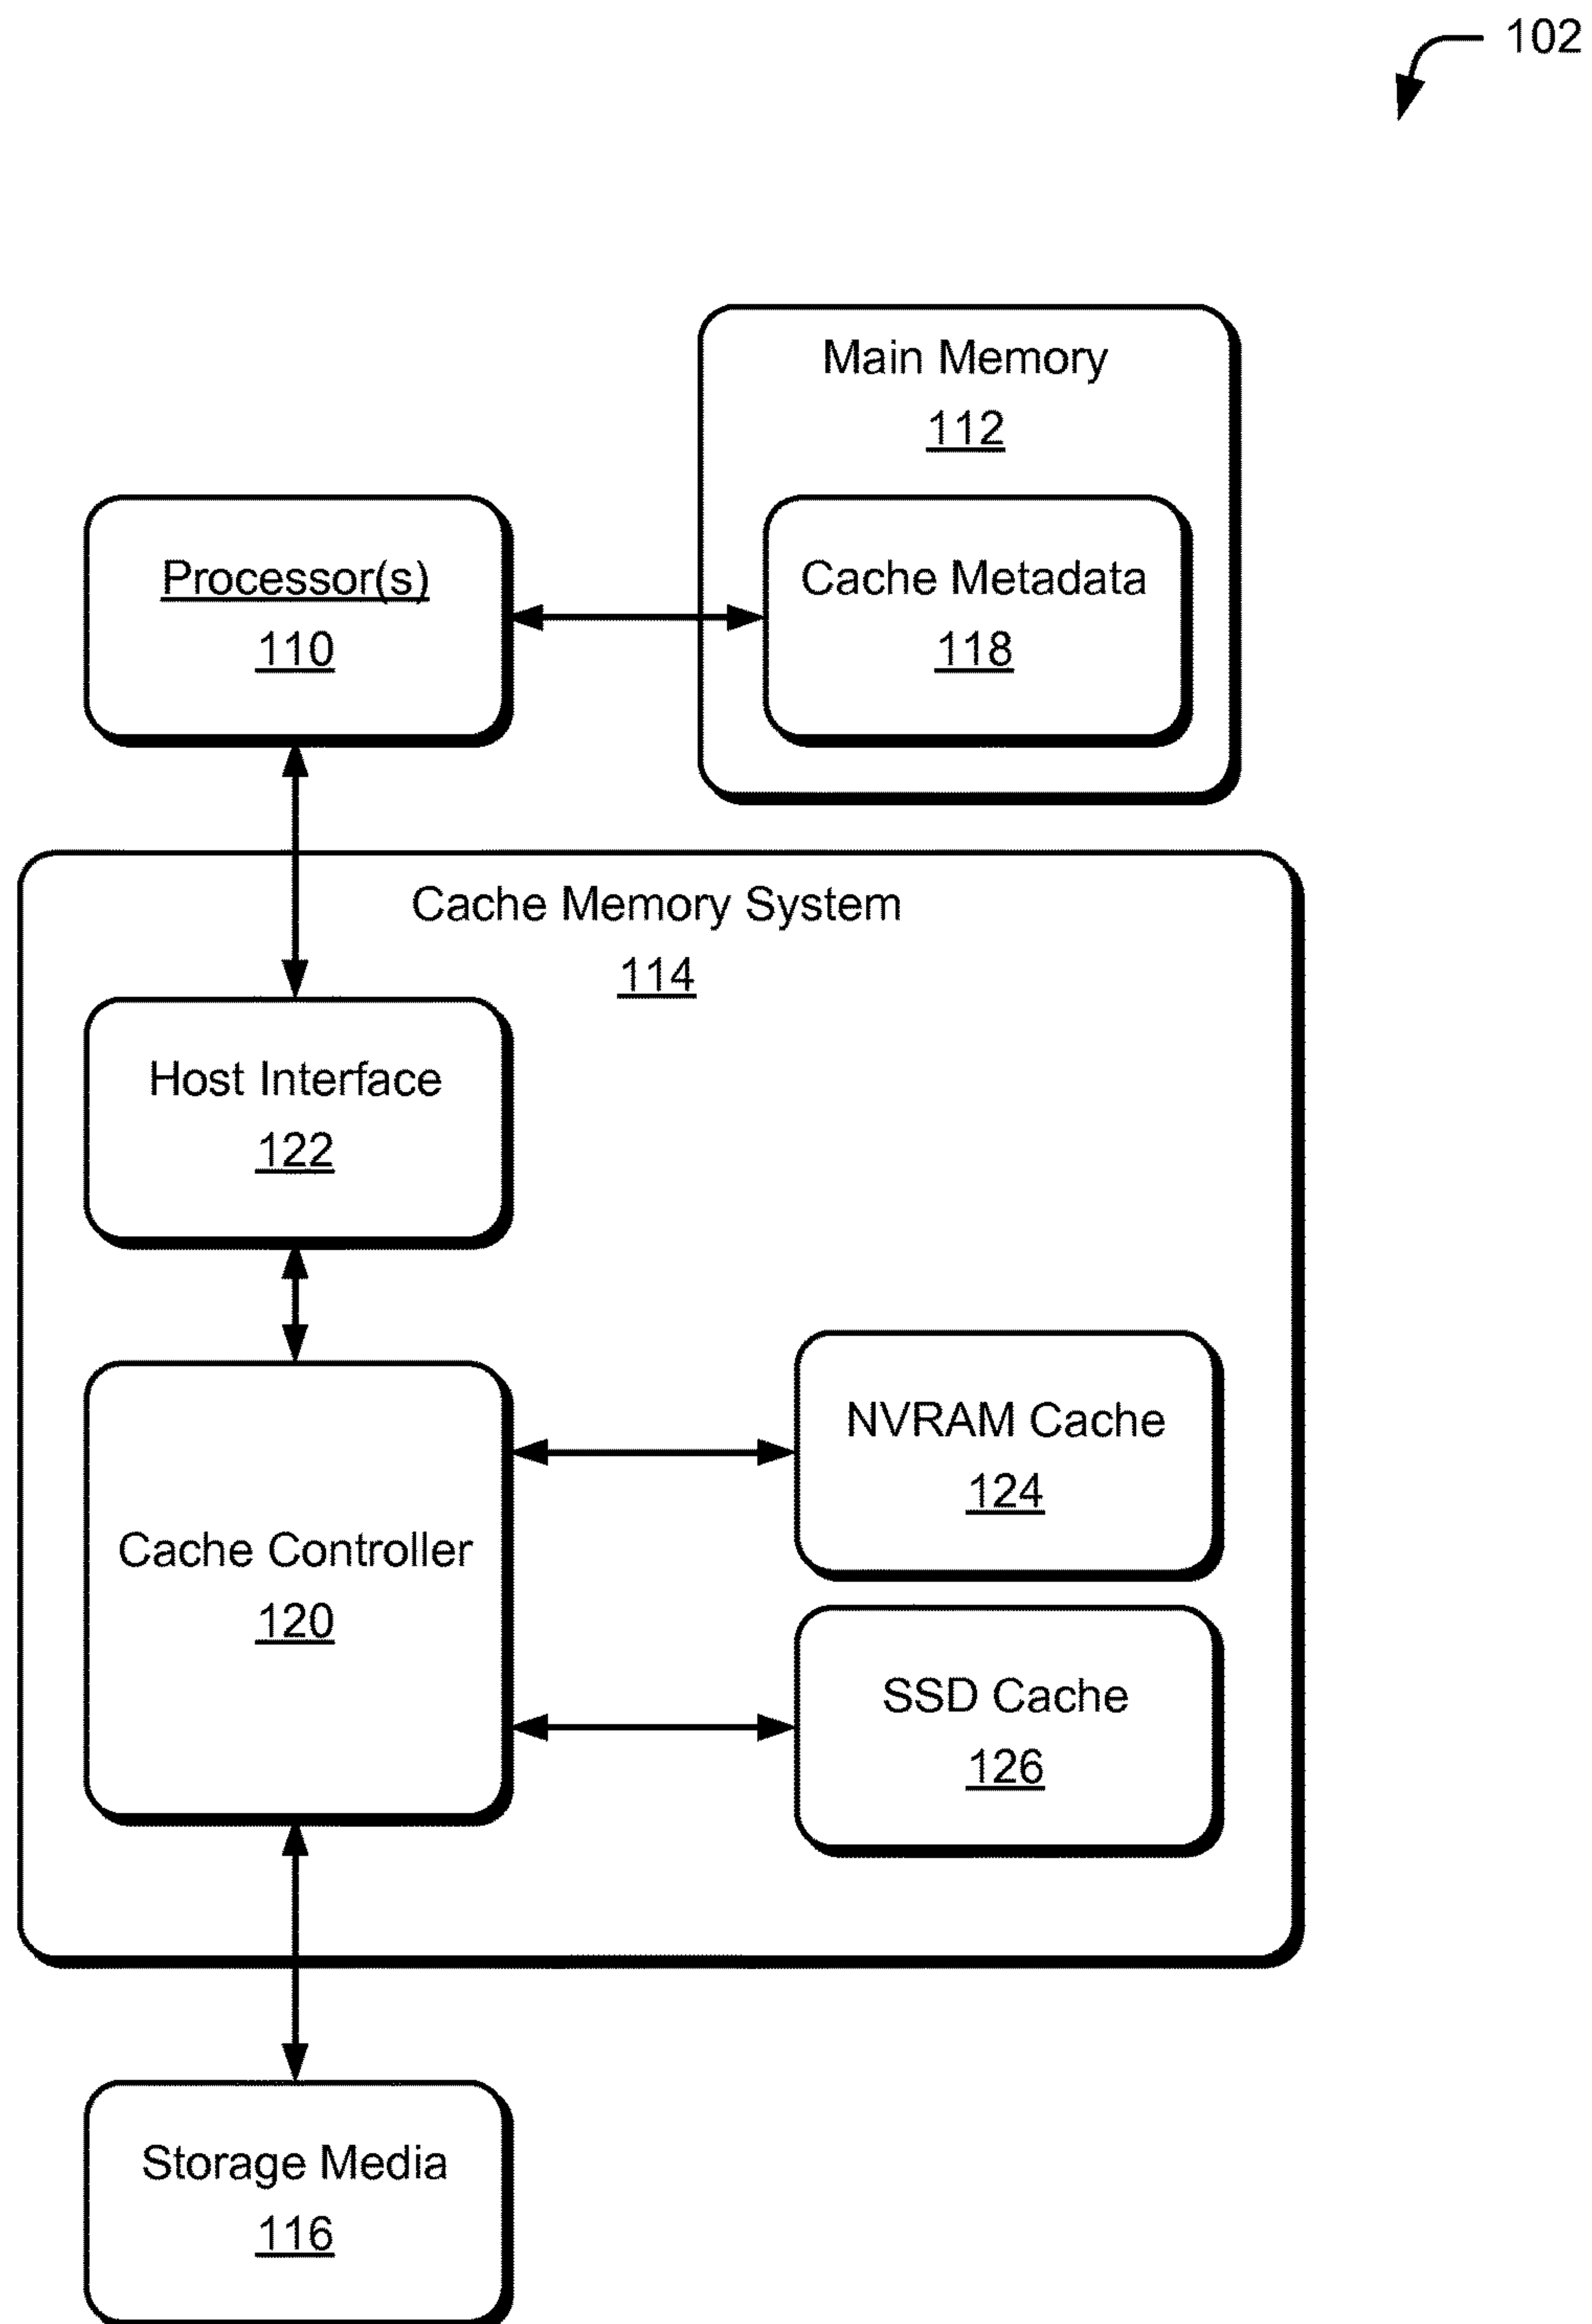 102
Main Memory
112
Processor(s)
110
Cache Metadata
118
Cache Memory System
114
Host Interface
122
Cache Controller
120
NVRAM Cache
124
SSD Cache
126
Storage Media
116